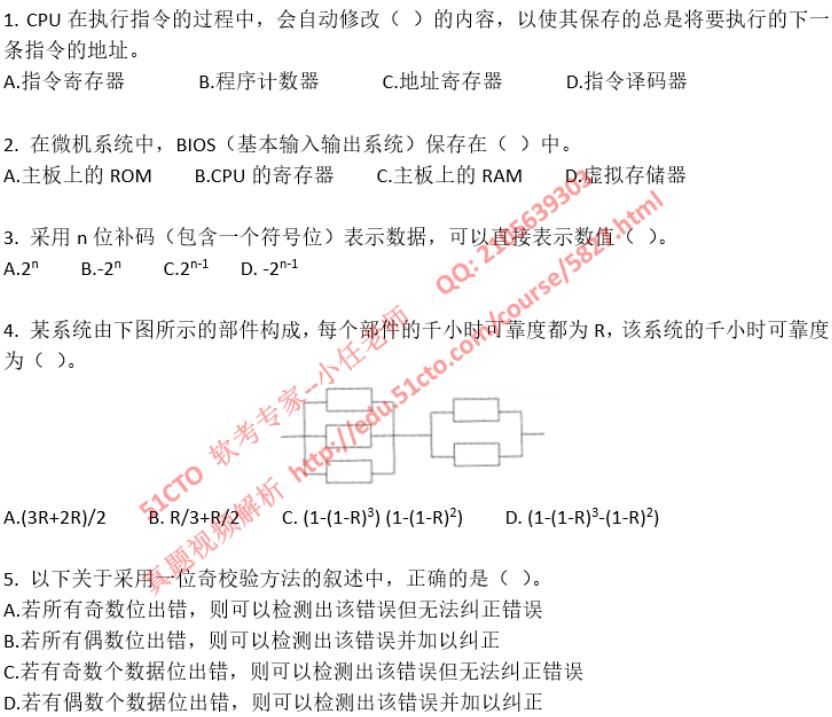 1. CPU 在执行指令的过程中，会自动修改（ ）的内容，以使其保存的总是将要执行的下一
条指令的地址。
A.指令寄存器 B.程序计数器 C.地址寄存器 D.指令译码器
2. 在微机系统中，BIOS（基本输入输出系统）保存在（ ）中。
A.主板上的 ROM B.CPU 的寄存器 C.主板上的 RAM D.虚拟存储器
3. 采用 n 位补码（包含一个符号位）表示数据，可以直接表示数值（ ）。
A.2ⁿ B.-2ⁿ C.2ⁿ⁻¹ D. -2ⁿ⁻¹
4. 某系统由下图所示的部件构成，每个部件的千小时可靠度都为 R，该系统的千小时可靠度
为（ ）。
A.(3R+2R)/2 B. R/3+R/2 C. (1-(1-R)³) (1-(1-R)²) D. (1-(1-R)³-(1-R)²)
5. 以下关于采用一位奇校验方法的叙述中，正确的是（ ）。
A.若所有奇数位出错，则可以检测出该错误但无法纠正错误
B.若所有偶数位出错，则可以检测出该错误并加以纠正
C.若有奇数个数据位出错，则可以检测出该错误但无法纠正错误
D.若有偶数个数据位出错，则可以检测出该错误并加以纠正
51CTO 软考专家--小任老师 QQ:
真题视频解析